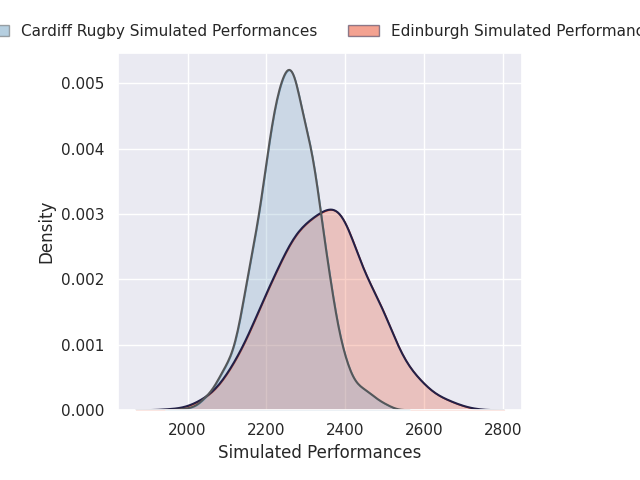 Cardiff Rugby Simulated Performances
Edinburgh Simulated
0.005
0.004
0.003
0.002
0.001
0.000
Density
2000 2200 2400 2600 2800
Simulated Performances